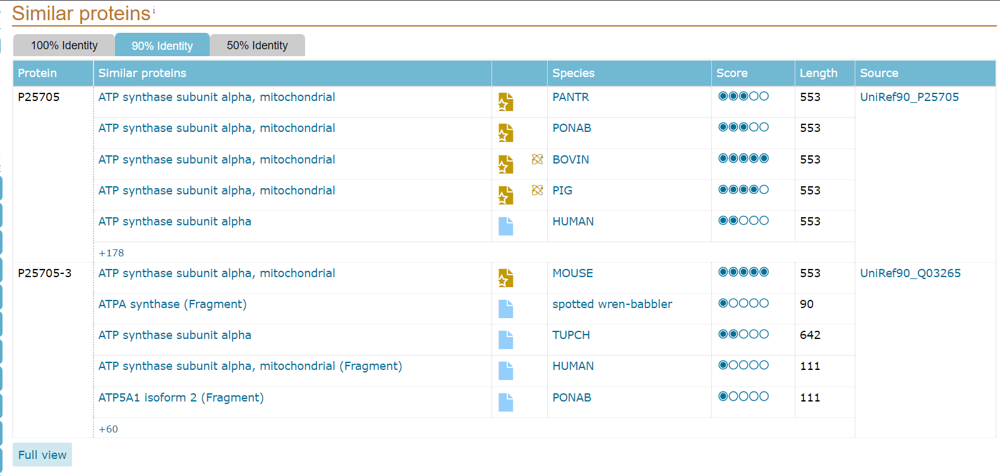 Similar proteins i
100% Identity 90% Identity 50% Identity
Protein Similar proteins Species Score Length Source
P25705 ATP synthase subunit alpha, mitochondrial PANTR 553 UniRef90_P25705
ATP synthase subunit alpha, mitochondrial PONAB 553
ATP synthase subunit alpha, mitochondrial BOVIN 553
ATP synthase subunit alpha, mitochondrial PIG 553
ATP synthase subunit alpha HUMAN 553
+178
P25705-3 ATP synthase subunit alpha, mitochondrial MOUSE 553 UniRef90_Q03265
ATPA synthase (Fragment) spotted wren-babbler 90
ATP synthase subunit alpha TUPCH 642
ATP synthase subunit alpha, mitochondrial (Fragment) HUMAN 111
ATP5A1 isoform 2 (Fragment) PONAB 111
+60
Full view